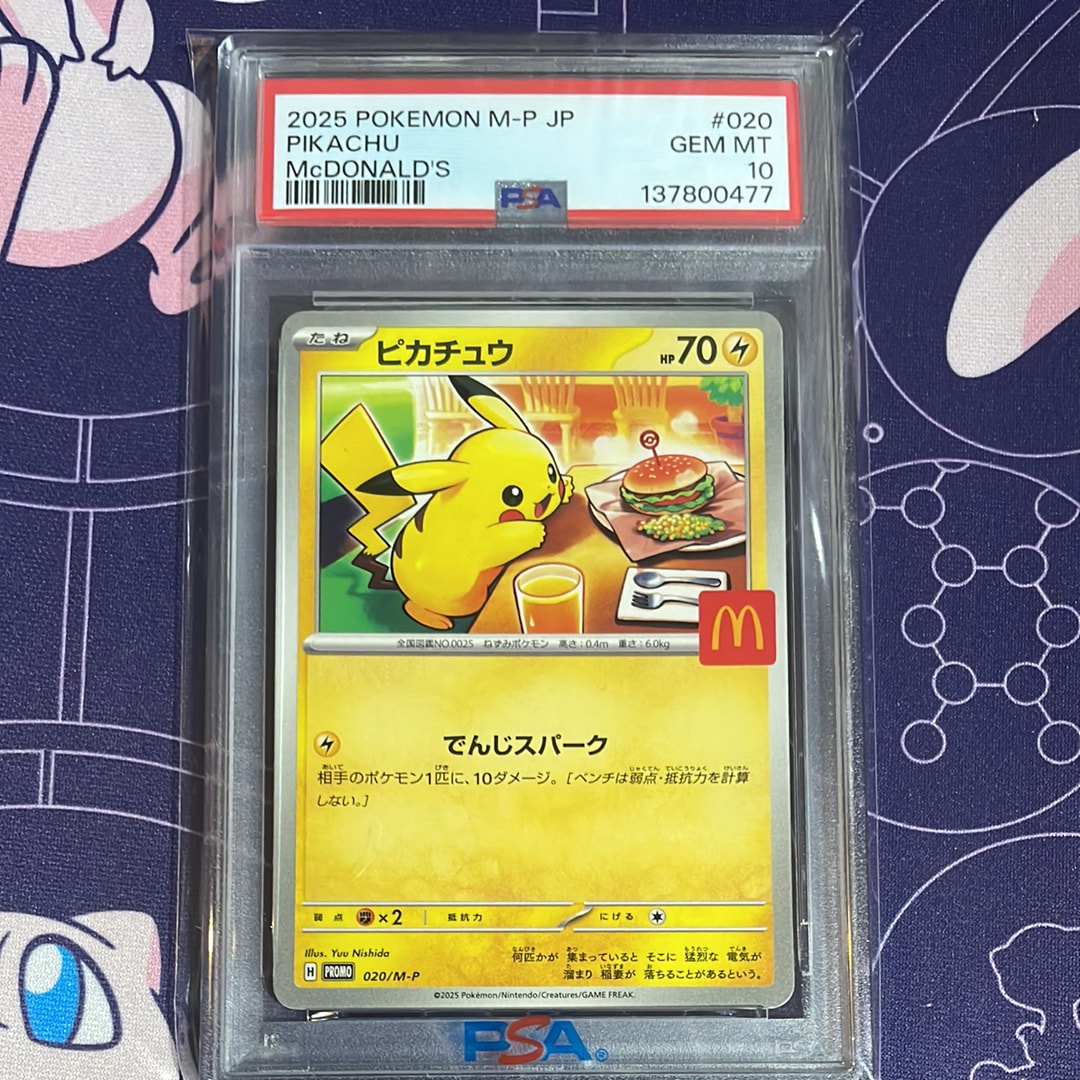 2025 POKEMON M-P JP #020
PIKACHU GEM MT
McDONALD'S 10
PSA 137800477
たね ピカチュウ HP70
M
全国図鑑NO.0025 ねずみポケモン 高さ:0.4m 重さ:6.0kg
でんじスパーク
相手のポケモン1匹に、10ダメージ。[ベンチは弱点・抵抗力を計算
しない。]
弱点 ×2 抵抗力 にげる
Illus. Yuu Nishida
何匹かが 集まっていると そこに 猛烈な 電気が
H PROMO 020/M-P 溜まり 稲妻が 落ちることがあるという。
©2025 Pokémon/Nintendo/Creatures/GAME FREAK.
PSA®